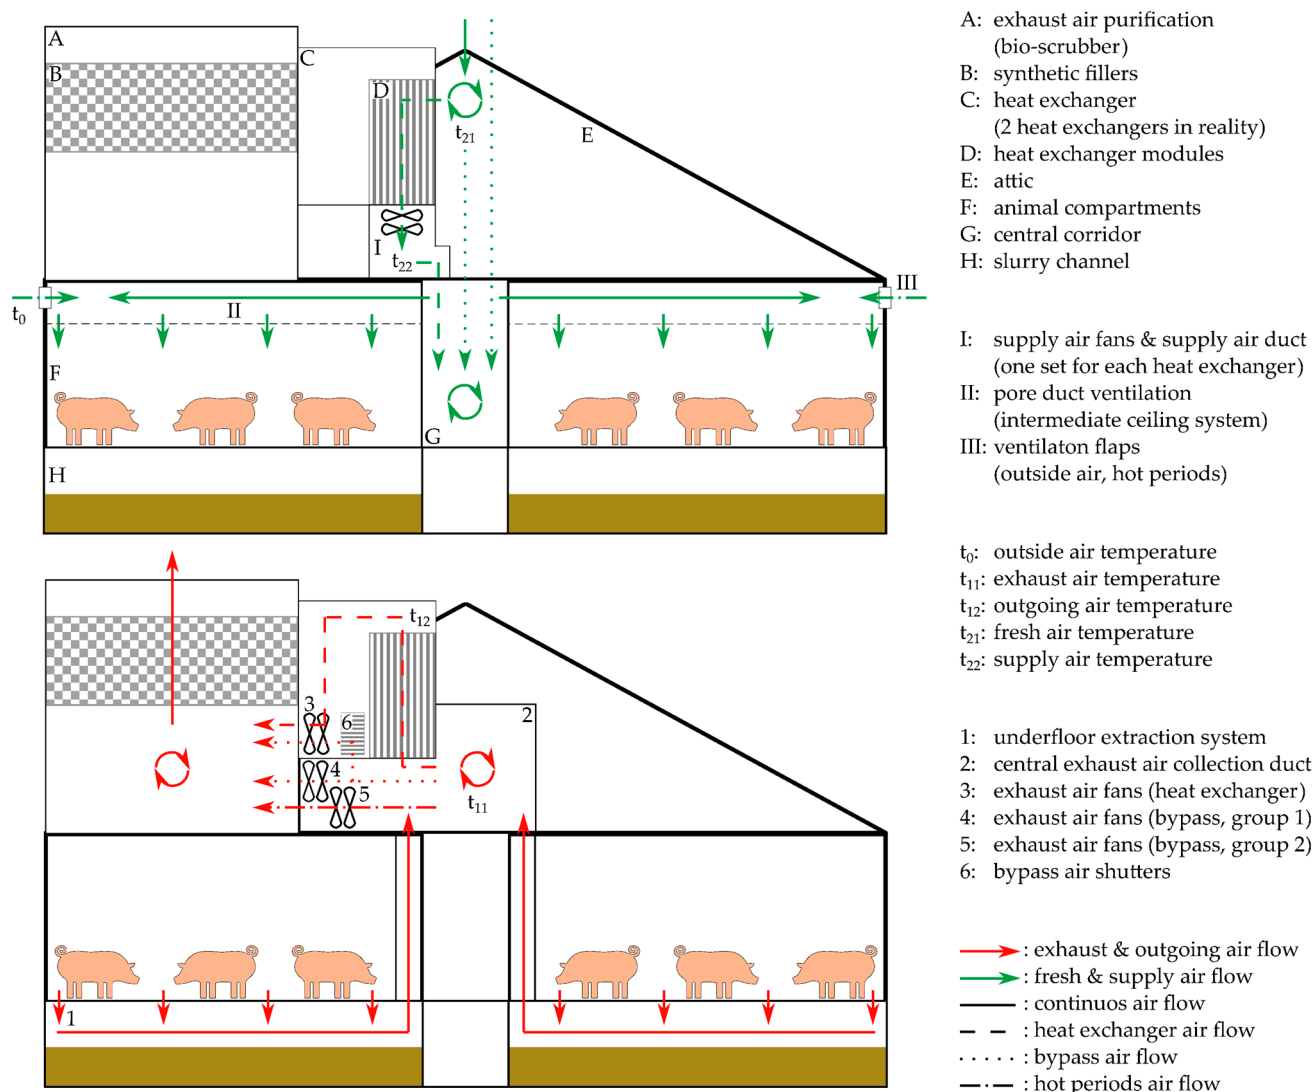 A
B
C
D
E
t21
I
t22
II
III
t0
F
G
H
A: exhaust air purification
(bio-scrubber)
B: synthetic fillers
C: heat exchanger
(2 heat exchangers in reality)
D: heat exchanger modules
E: attic
F: animal compartments
G: central corridor
H: slurry channel
I: supply air fans & supply air duct
(one set for each heat exchanger)
II: pore duct ventilation
(intermediate ceiling system)
III: ventilaton flaps
(outside air, hot periods)
t0: outside air temperature
t11: exhaust air temperature
t12: outgoing air temperature
t21: fresh air temperature
t22: supply air temperature
t12
3
6
2
4
5
t11
1
1: underfloor extraction system
2: central exhaust air collection duct
3: exhaust air fans (heat exchanger)
4: exhaust air fans (bypass, group 1)
5: exhaust air fans (bypass, group 2)
6: bypass air shutters
: exhaust & outgoing air flow
: fresh & supply air flow
: continuos air flow
: heat exchanger air flow
: bypass air flow
: hot periods air flow